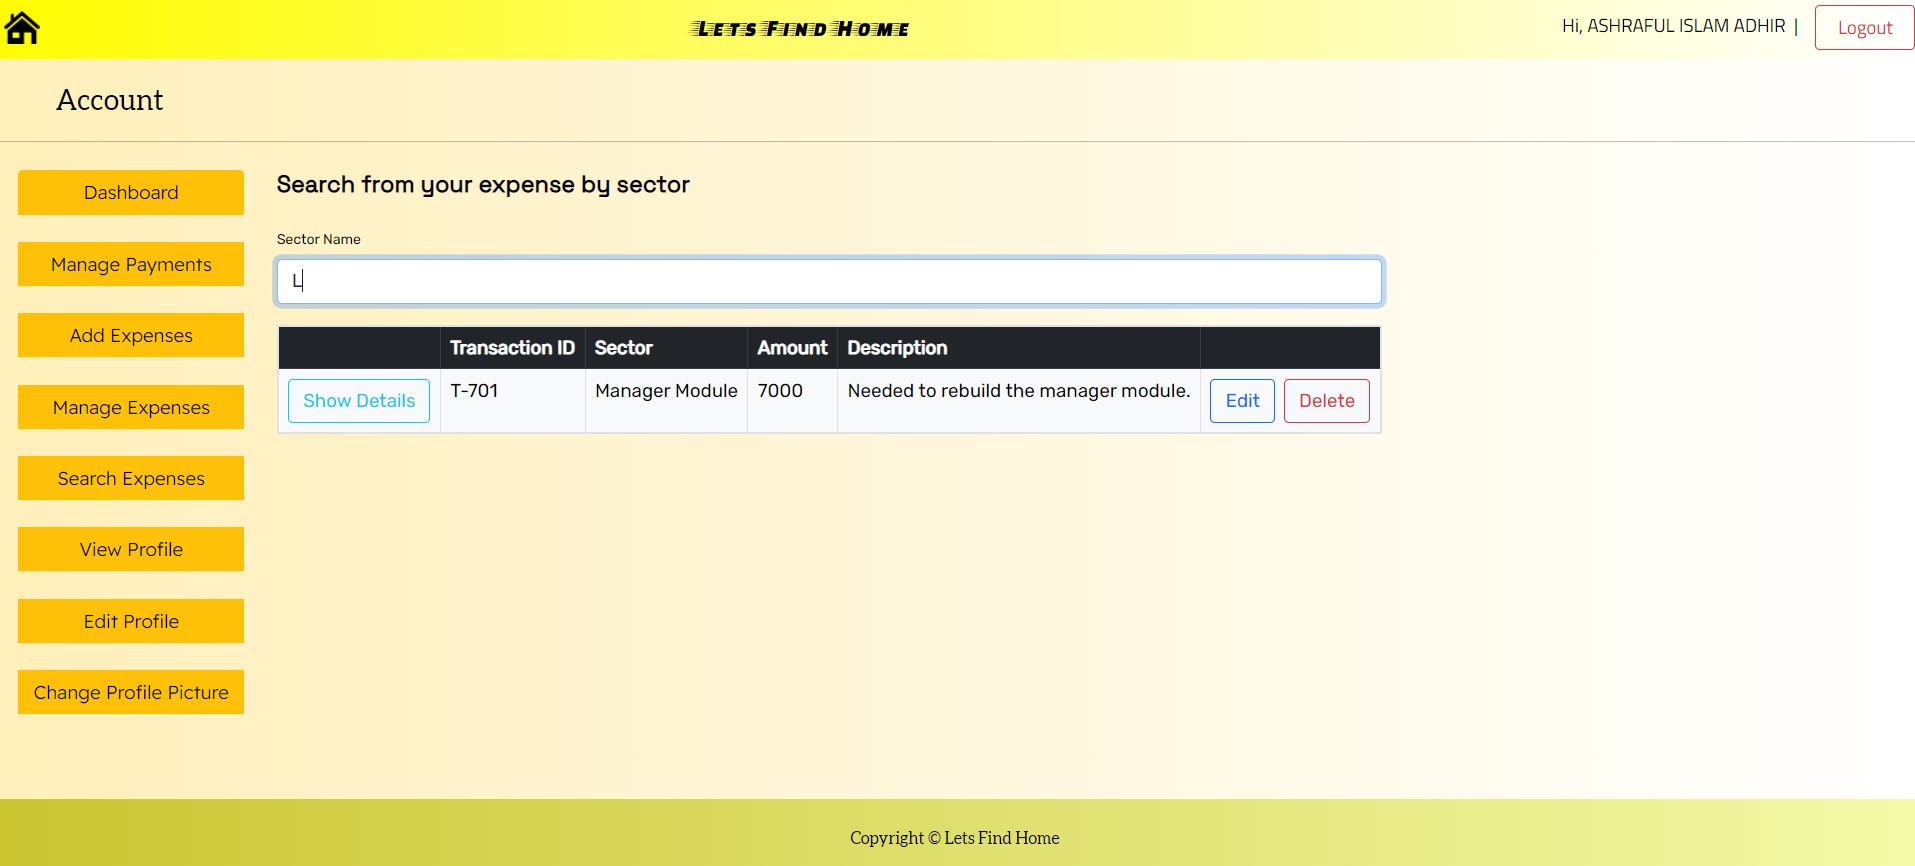 Lets Find Home
Hi, ASHRAFUL ISLAM ADHIR |
Logout
Account
Dashboard
Manage Payments
Add Expenses
Manage Expenses
Search Expenses
View Profile
Edit Profile
Change Profile Picture
Search from your expense by sector
Sector Name
L
Transaction ID Sector Amount Description
Show Details T-701 Manager Module 7000 Needed to rebuild the manager module. Edit Delete
Copyright © Lets Find Home